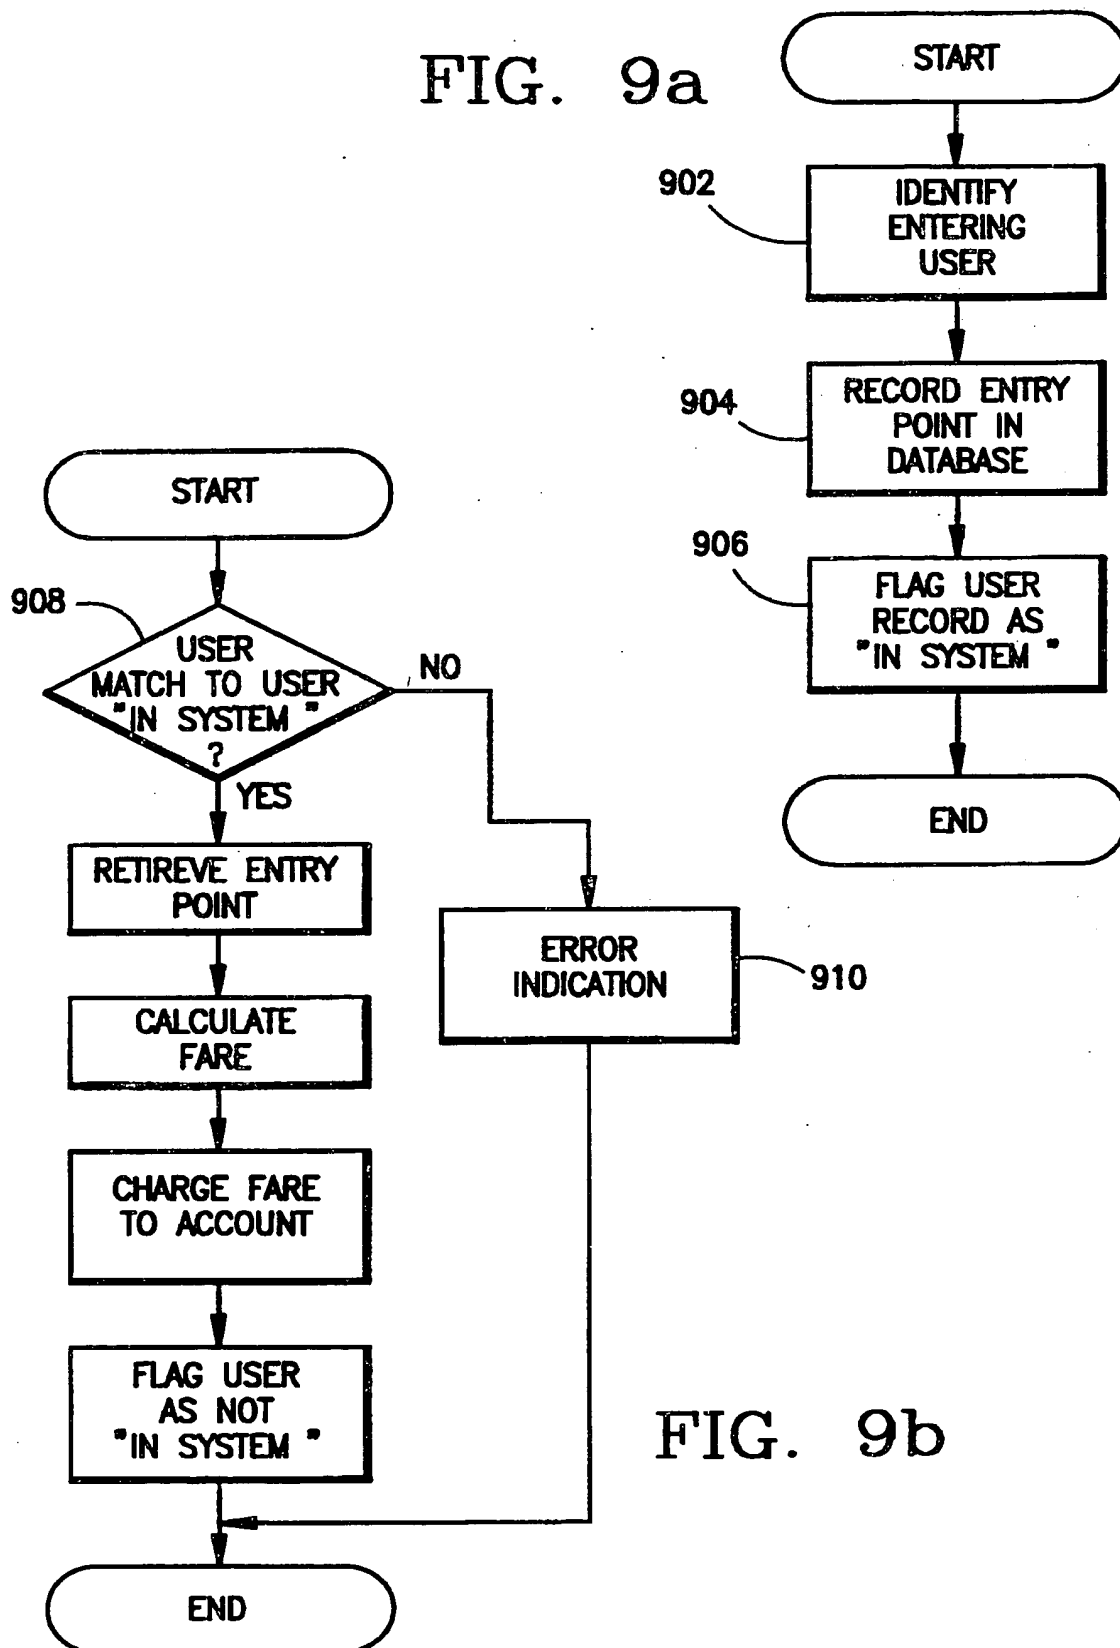 FIG. 9a
START
902
IDENTIFY
ENTERING
USER
904
RECORD ENTRY
POINT IN
DATABASE
906
FLAG USER
RECORD AS
"IN SYSTEM "
END
START
908
USER
MATCH TO USER
"IN SYSTEM "
?
NO
YES
RETIREVE ENTRY
POINT
CALCULATE
FARE
CHARGE FARE
TO ACCOUNT
FLAG USER
AS NOT
"IN SYSTEM "
ERROR
INDICATION
910
END
FIG. 9b